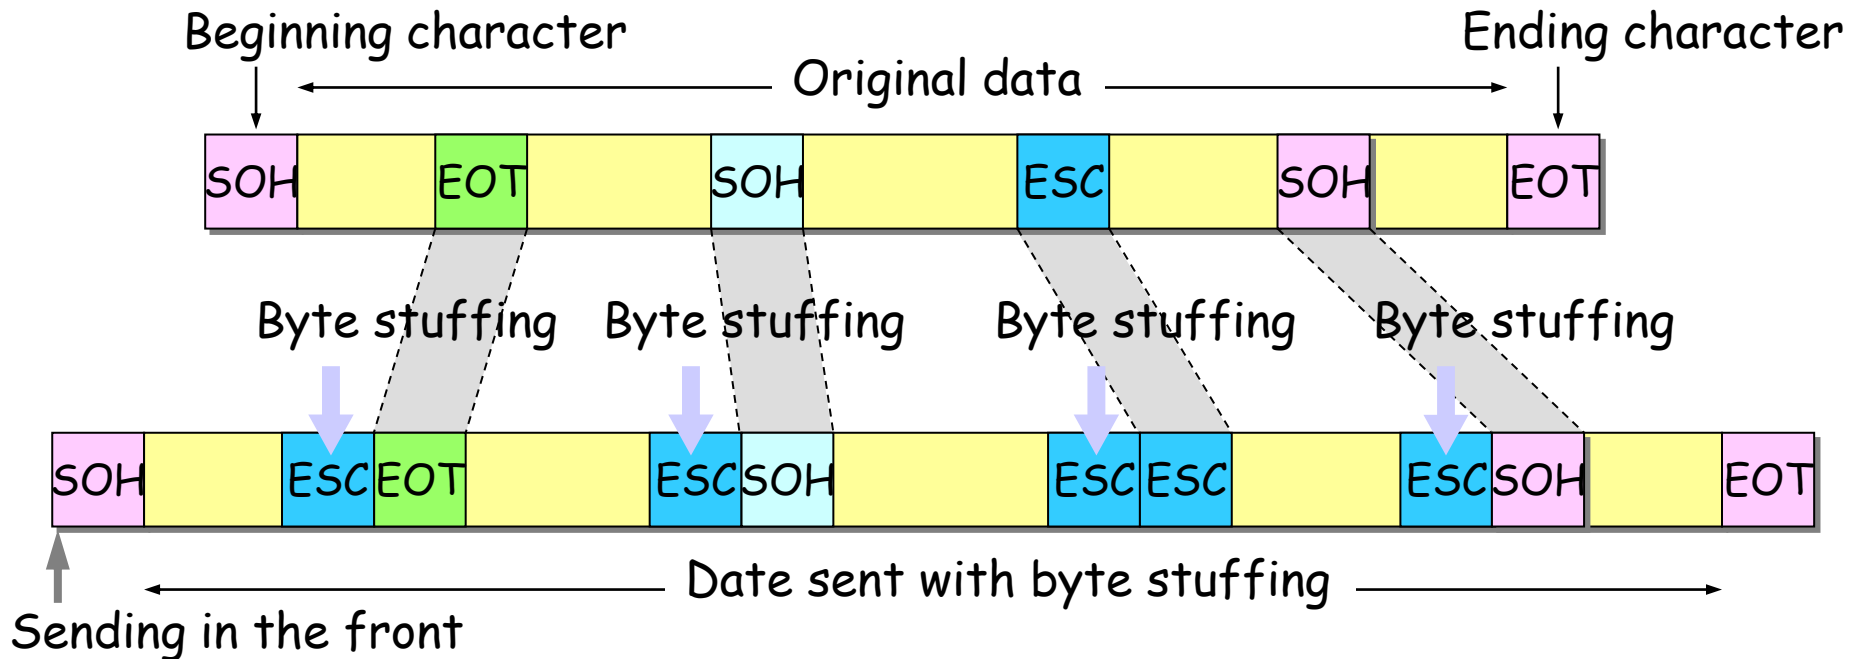 Beginning character
Ending character
Original data
SOH EOT SOH ESC SOH EOT
Byte stuffing Byte stuffing Byte stuffing Byte stuffing
SOH ESC EOT ESC SOH ESC ESC ESC SOH EOT
Date sent with byte stuffing
Sending in the front